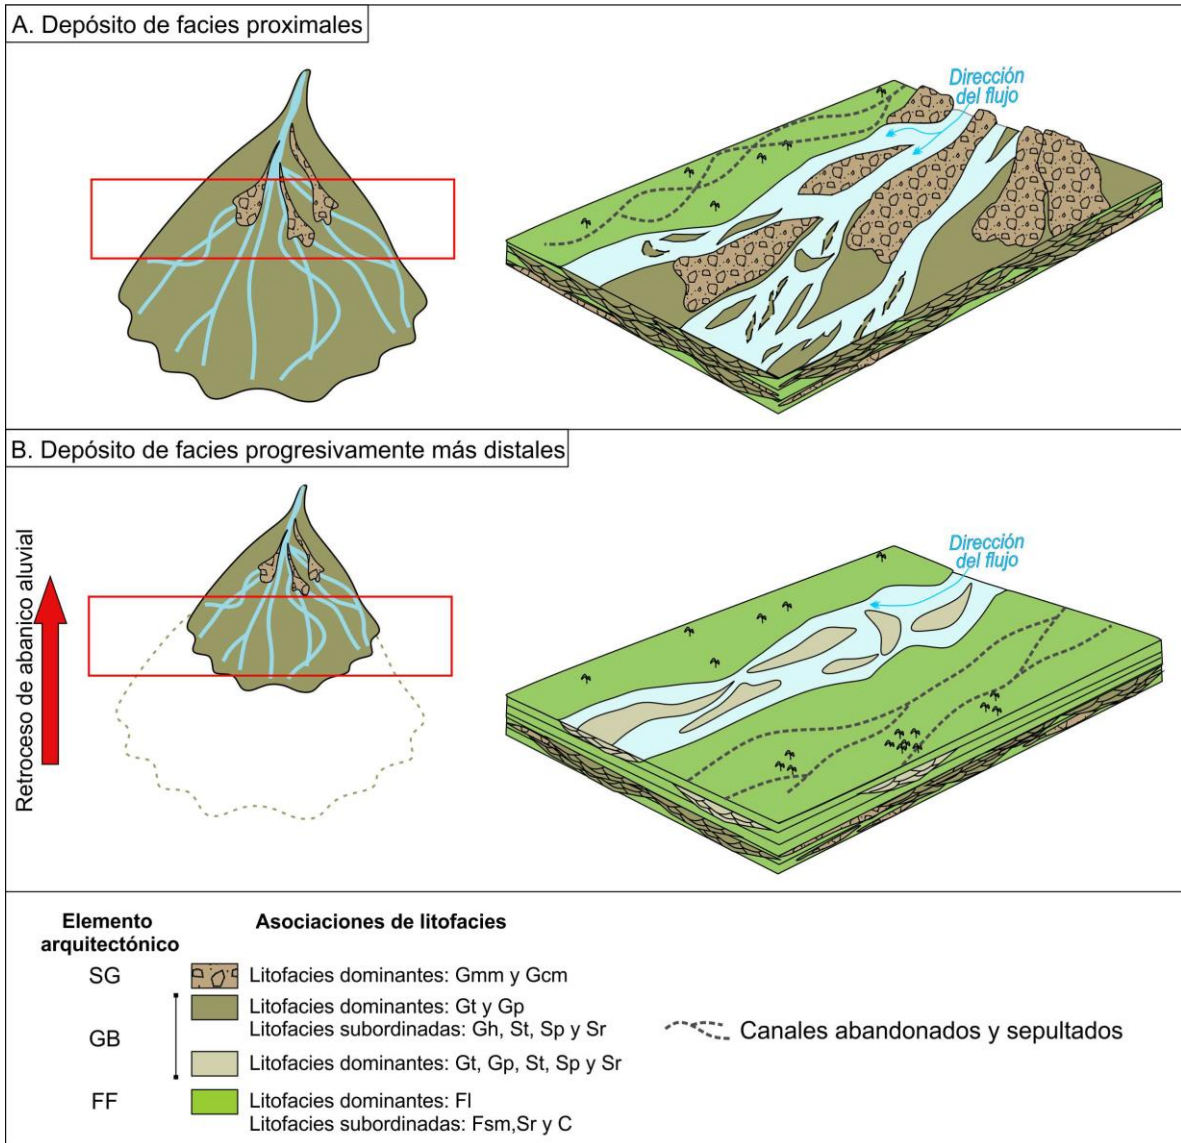 A. Depósito de facies proximales
Dirección
del flujo
B. Depósito de facies progresivamente más distales
Retroceso de abanico aluvial
Dirección
del flujo
Elemento
arquitectónico
Asociaciones de litofacies
SG
Litofacies dominantes: Gmm y Gcm
GB
Litofacies dominantes: Gt y Gp
Litofacies subordinadas: Gh, St, Sp y Sr
Litofacies dominantes: Gt, Gp, St, Sp y Sr
Canales abandonados y sepultados
FF
Litofacies dominantes: Fl
Litofacies subordinadas: Fsm,Sr y C